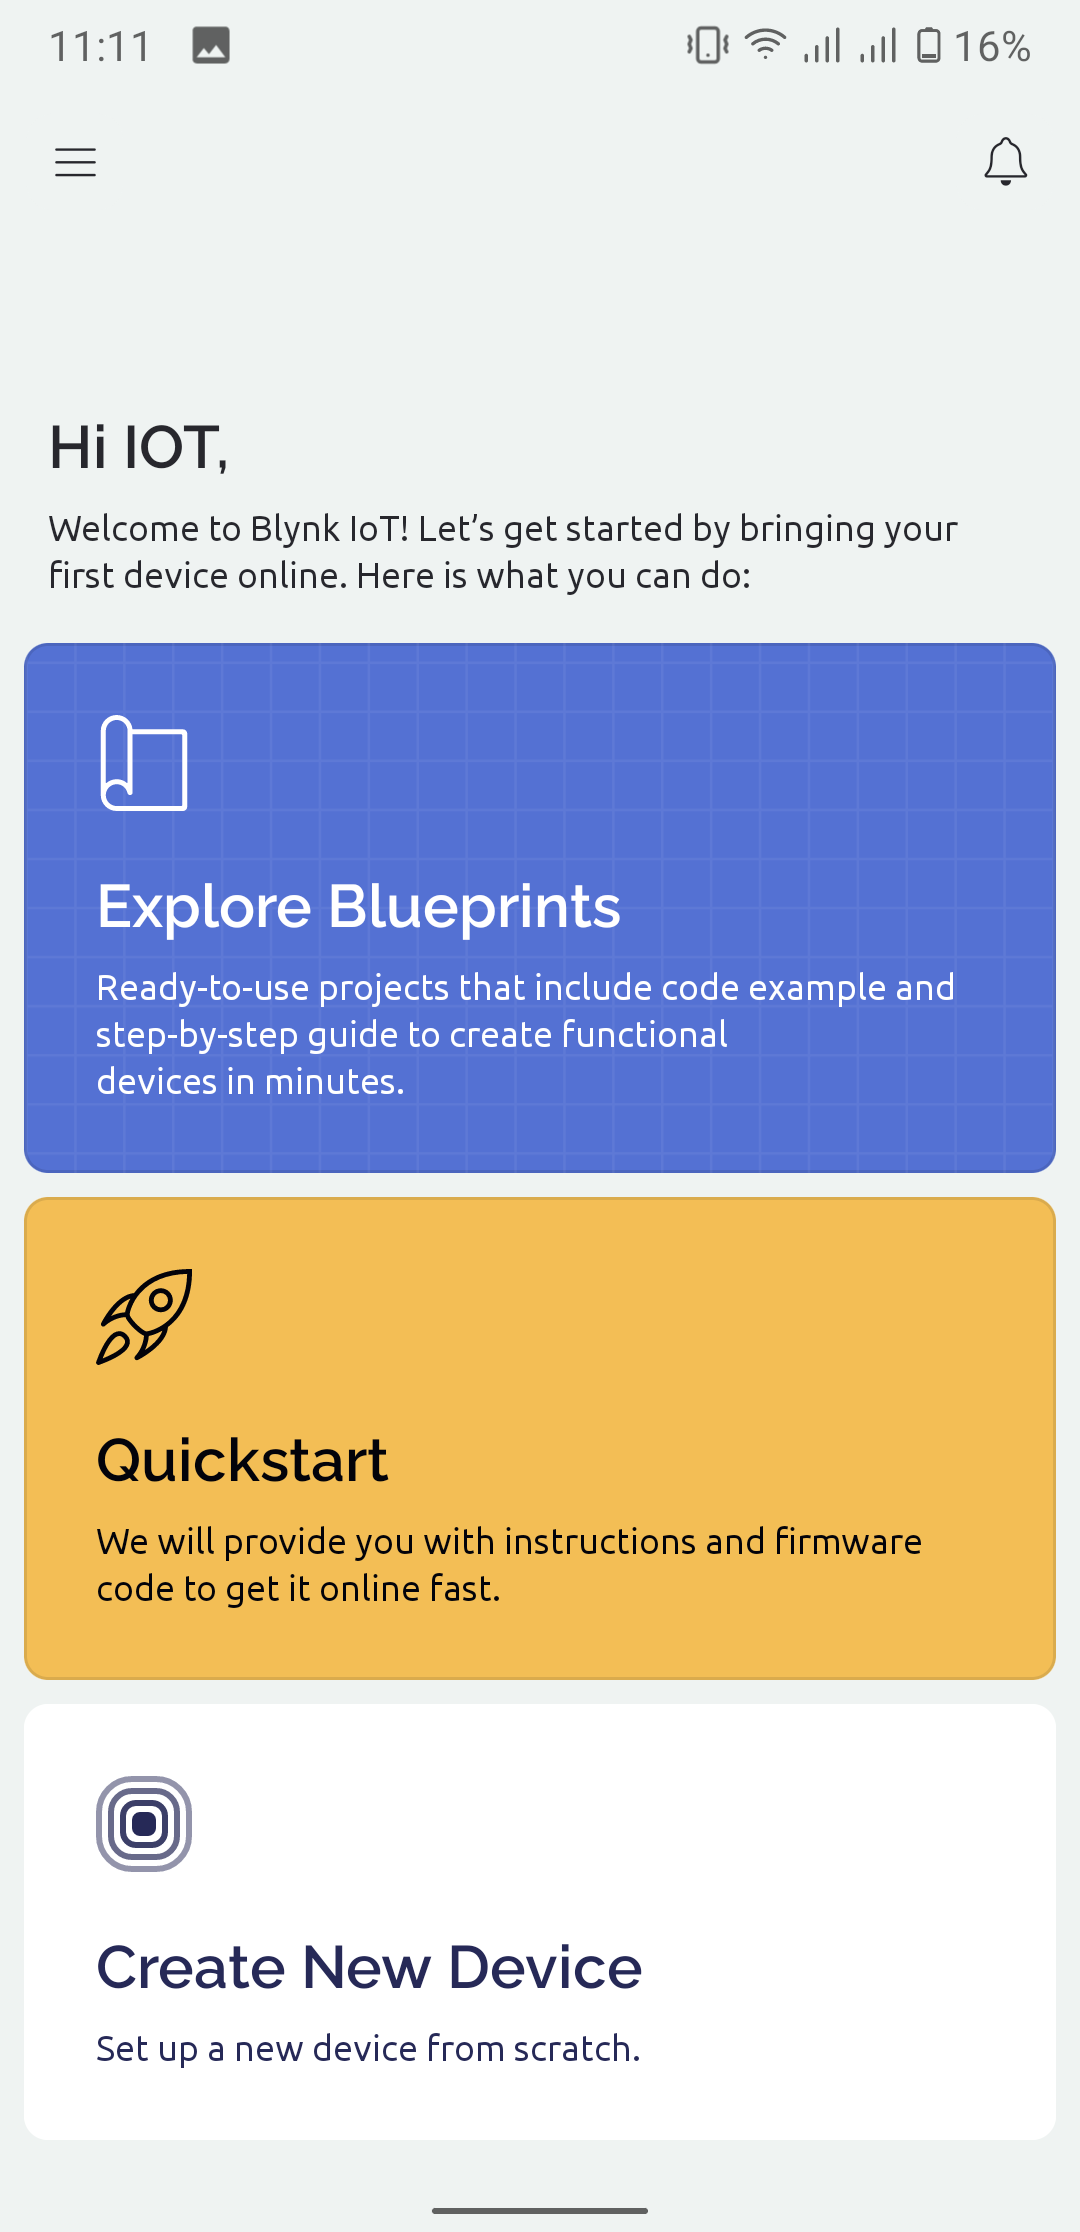 11:11 16%
Hi IOT,
Welcome to Blynk IoT! Let’s get started by bringing your
first device online. Here is what you can do:
Explore Blueprints
Ready-to-use projects that include code example and
step-by-step guide to create functional
devices in minutes.
Quickstart
We will provide you with instructions and firmware
code to get it online fast.
Create New Device
Set up a new device from scratch.